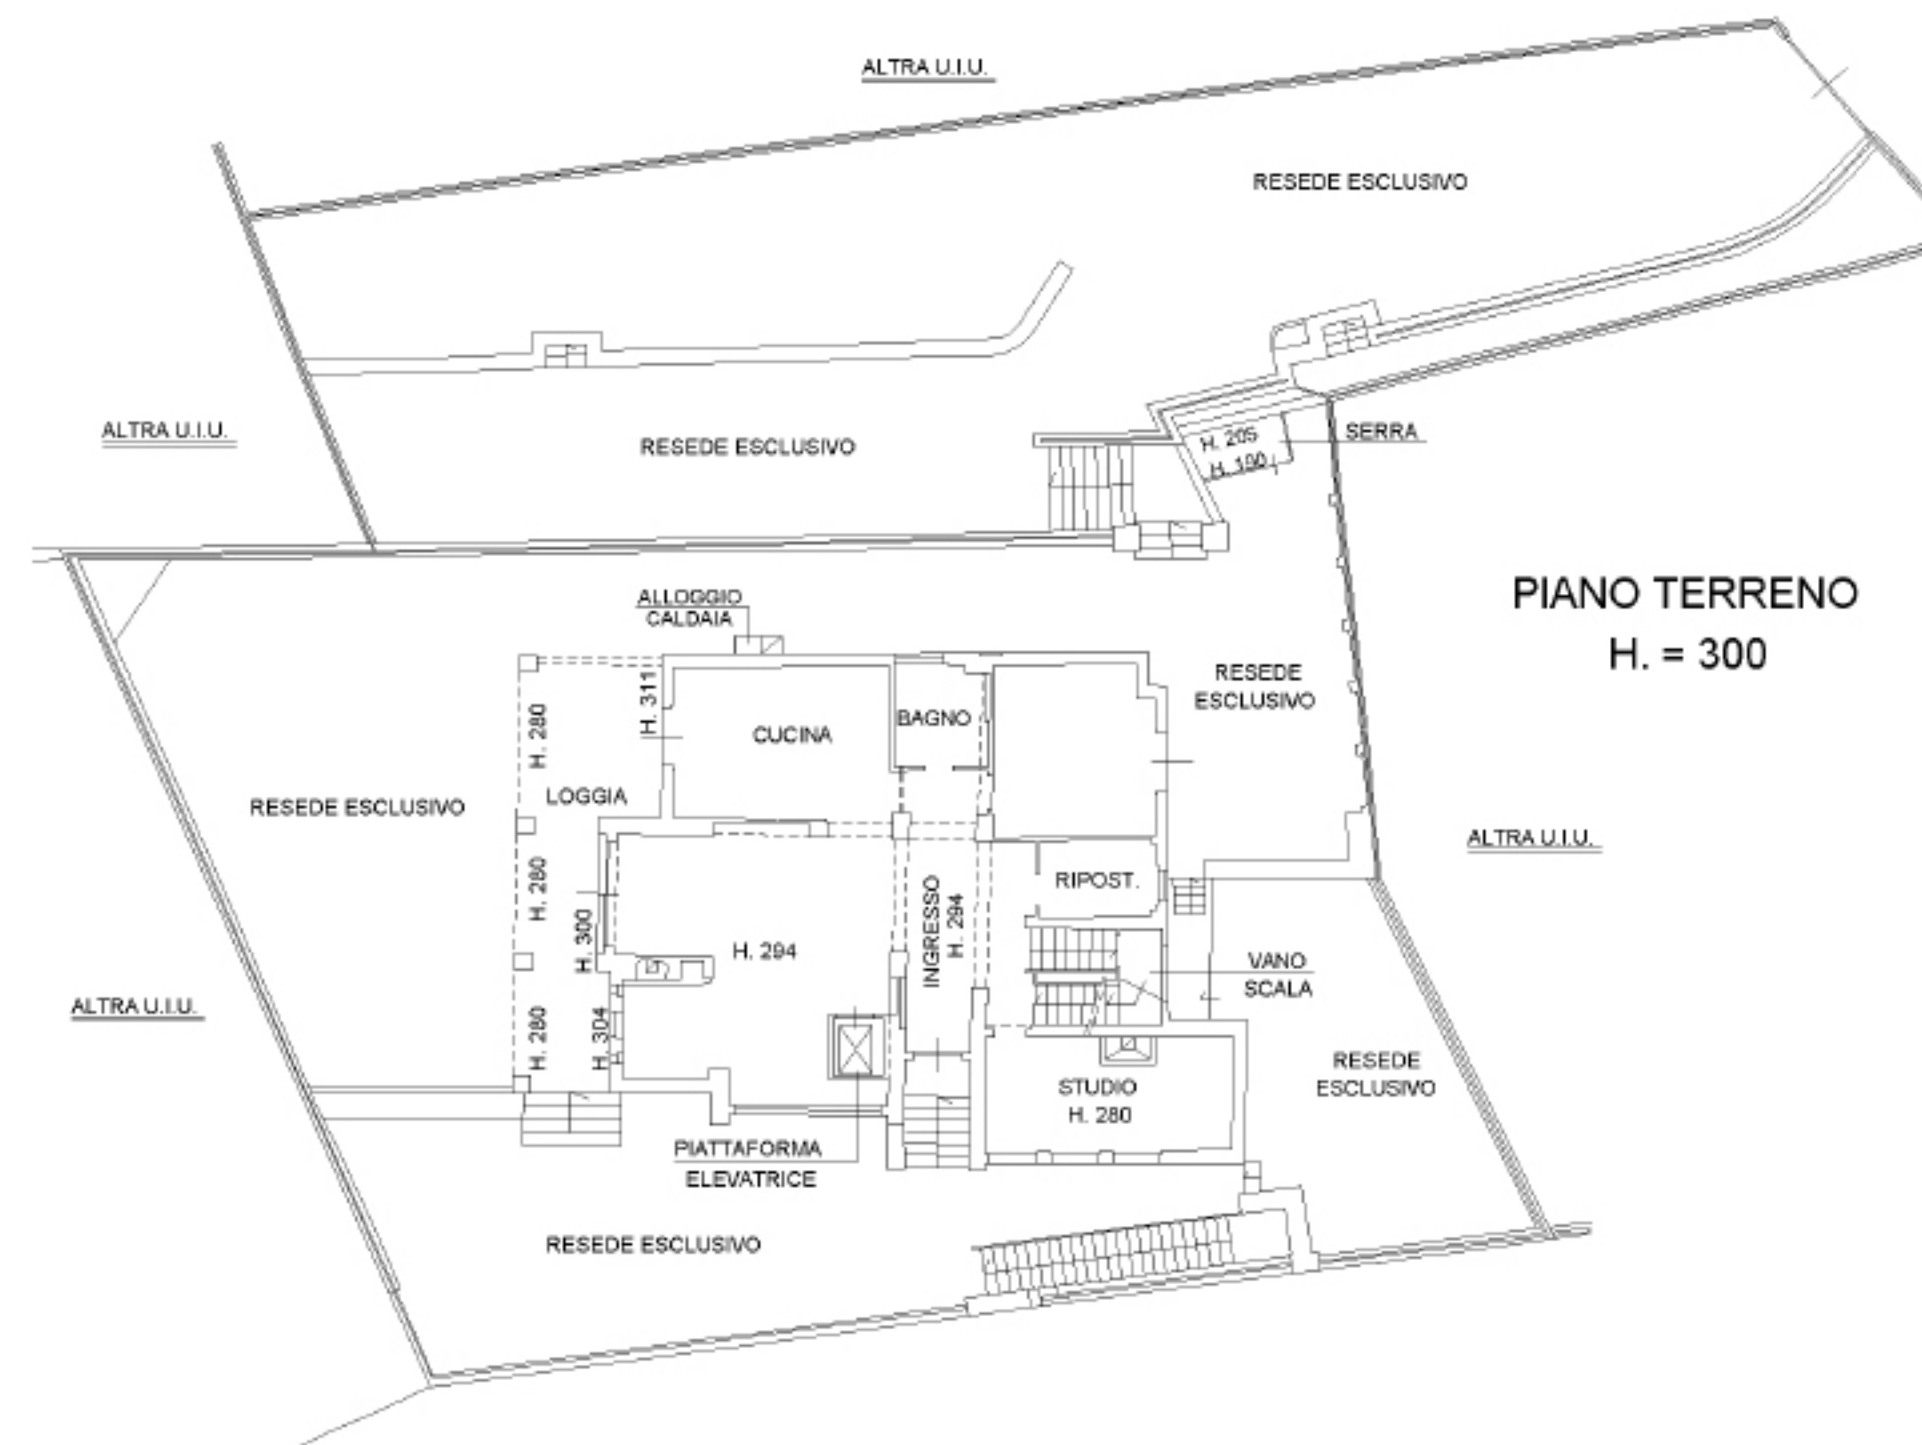 ALTRA U.I.U.
RESEDE ESCLUSIVO
ALTRA U.I.U.
RESEDE ESCLUSIVO
H. 205
H. 190
SERRA
PIANO TERRENO
H. = 300
ALLOGGIO
CALDAIA
H. 311
H. 280
CUCINA
BAGNO
RESEDE
ESCLUSIVO
RESEDE ESCLUSIVO
LOGGIA
ALTRA U.I.U.
H. 280
H. 300
H. 294
INGRESSO
H. 294
RIPOST.
VANO
SCALA
ALTRA U.I.U.
H. 280
H. 304
STUDIO
H. 280
RESEDE
ESCLUSIVO
PIATTAFORMA
ELEVATRICE
RESEDE ESCLUSIVO